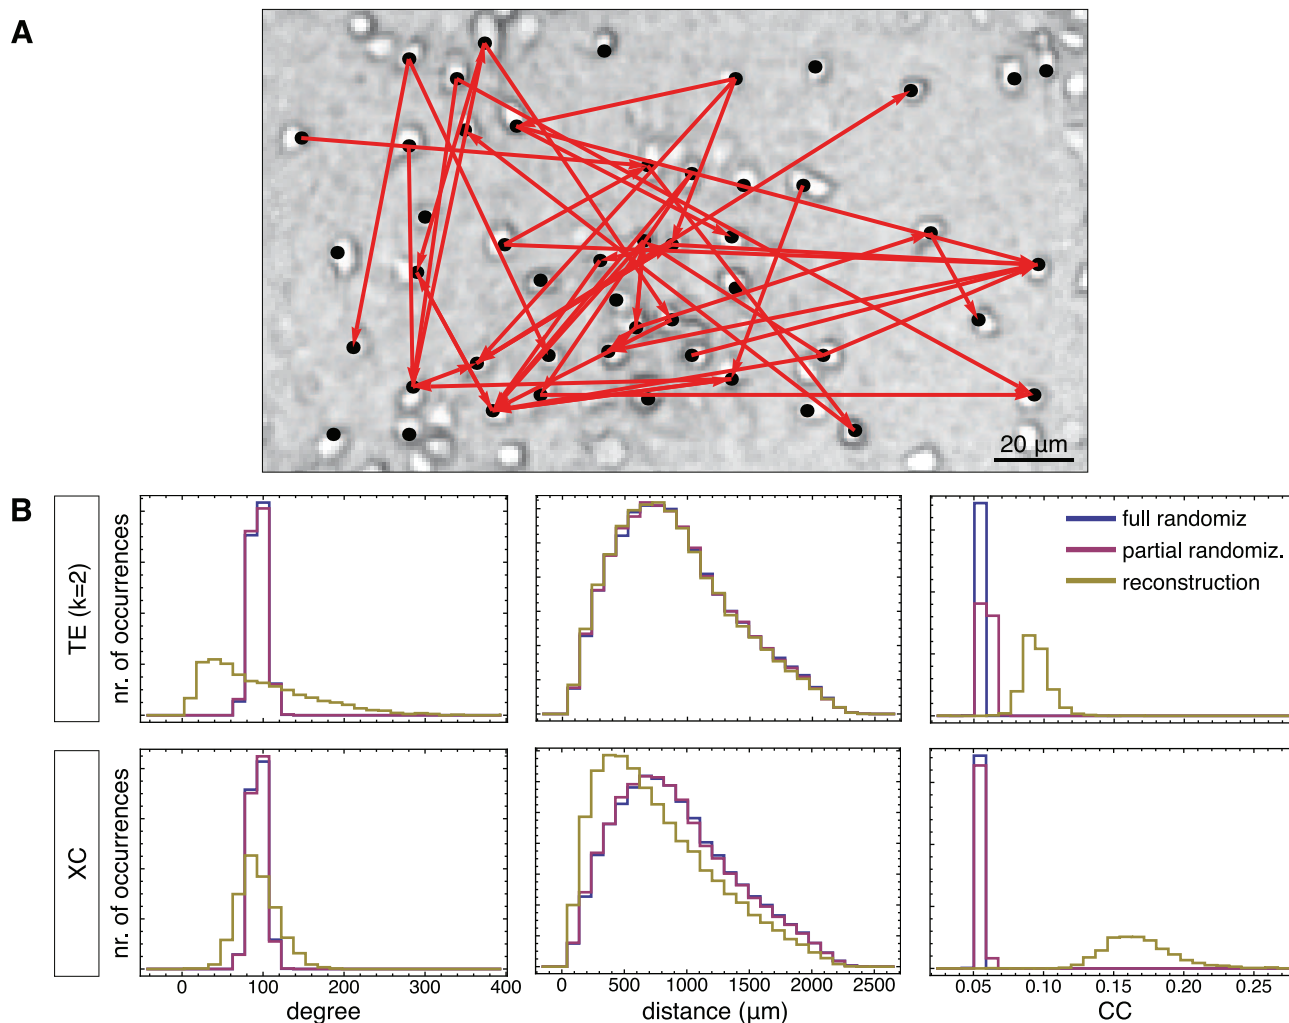 A
20 µm
B
TE (k=2)
nr. of occurrences
full randomiz
partial randomiz.
reconstruction
XC
nr. of occurrences
0 100 200 300 400
degree
0 500 1000 1500 2000 2500
distance (µm)
0.05 0.10 0.15 0.20 0.25
CC